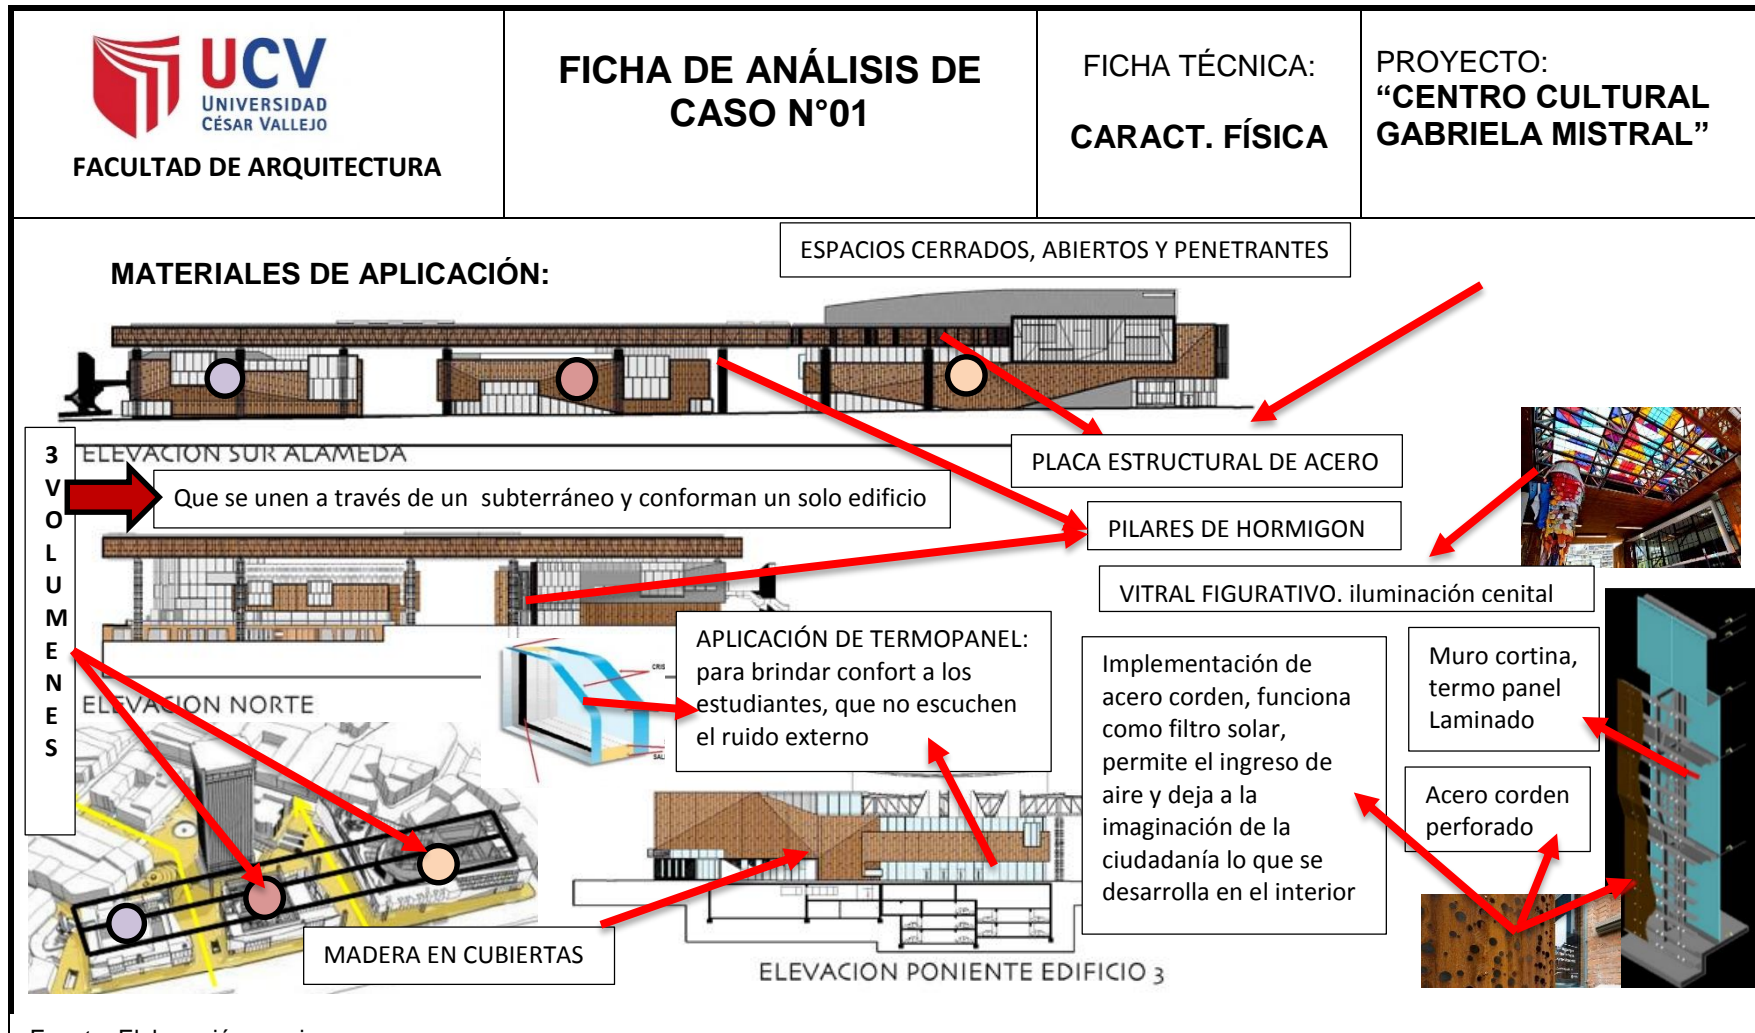 UCV
UNIVERSIDAD
CÉSAR VALLEJO
FACULTAD DE ARQUITECTURA
FICHA DE ANÁLISIS DE
CASO N°01
FICHA TÉCNICA:
CARACT. FÍSICA
PROYECTO:
“CENTRO CULTURAL
GABRIELA MISTRAL”
ESPACIOS CERRADOS, ABIERTOS Y PENETRANTES
MATERIALES DE APLICACIÓN:
ELEVACION SUR ALAMEDA
3
V
O
L
U
M
E
N
E
S
Que se unen a través de un subterráneo y conforman un solo edificio
PLACA ESTRUCTURAL DE ACERO
PILARES DE HORMIGON
VITRAL FIGURATIVO. iluminación cenital
ELEVACION NORTE
APLICACIÓN DE TERMOPANEL:
para brindar confort a los
estudiantes, que no escuchen
el ruido externo
CRIS
SAL
Implementación de
acero corden, funciona
como filtro solar,
permite el ingreso de
aire y deja a la
imaginación de la
ciudadanía lo que se
desarrolla en el interior
Muro cortina,
termo panel
Laminado
Acero corden
perforado
MADERA EN CUBIERTAS
ELEVACION PONIENTE EDIFICIO 3